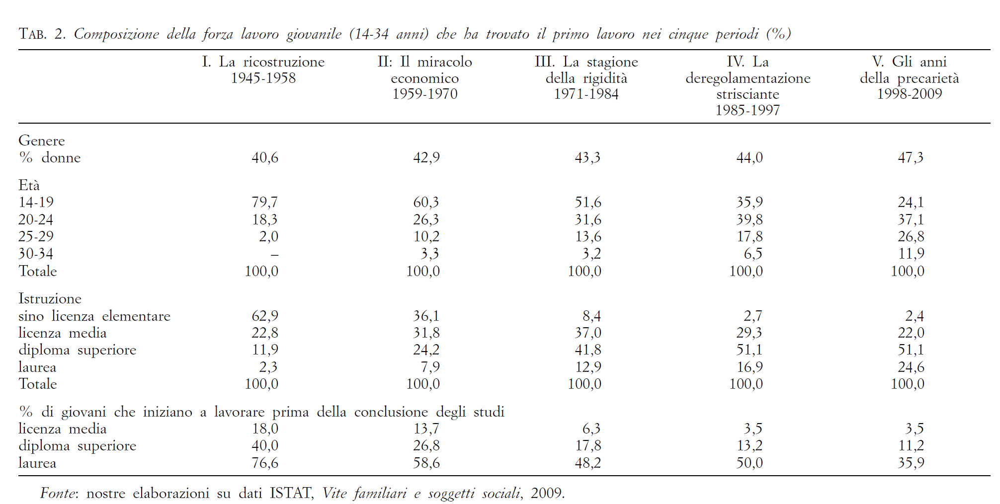 TAB. 2. Composizione della forza lavoro giovanile (14-34 anni) che ha trovato il primo lavoro nei cinque periodi (%)
I. La ricostruzione 1945-1958 II: Il miracolo economico 1959-1970 III. La stagione della rigidità 1971-1984 IV. La deregolamentazione strisciante 1985-1997 V. Gli anni della precarietà 1998-2009
Genere
% donne 40,6 42,9 43,3 44,0 47,3
Età
14-19 79,7 60,3 51,6 35,9 24,1
20-24 18,3 26,3 31,6 39,8 37,1
25-29 2,0 10,2 13,6 17,8 26,8
30-34 – 3,3 3,2 6,5 11,9
Totale 100,0 100,0 100,0 100,0 100,0
Istruzione
sino licenza elementare 62,9 36,1 8,4 2,7 2,4
licenza media 22,8 31,8 37,0 29,3 22,0
diploma superiore 11,9 24,2 41,8 51,1 51,1
laurea 2,3 7,9 12,9 16,9 24,6
Totale 100,0 100,0 100,0 100,0 100,0
% di giovani che iniziano a lavorare prima della conclusione degli studi
licenza media 18,0 13,7 6,3 3,5 3,5
diploma superiore 40,0 26,8 17,8 13,2 11,2
laurea 76,6 58,6 48,2 50,0 35,9
Fonte: nostre elaborazioni su dati ISTAT, Vite familiari e soggetti sociali, 2009.